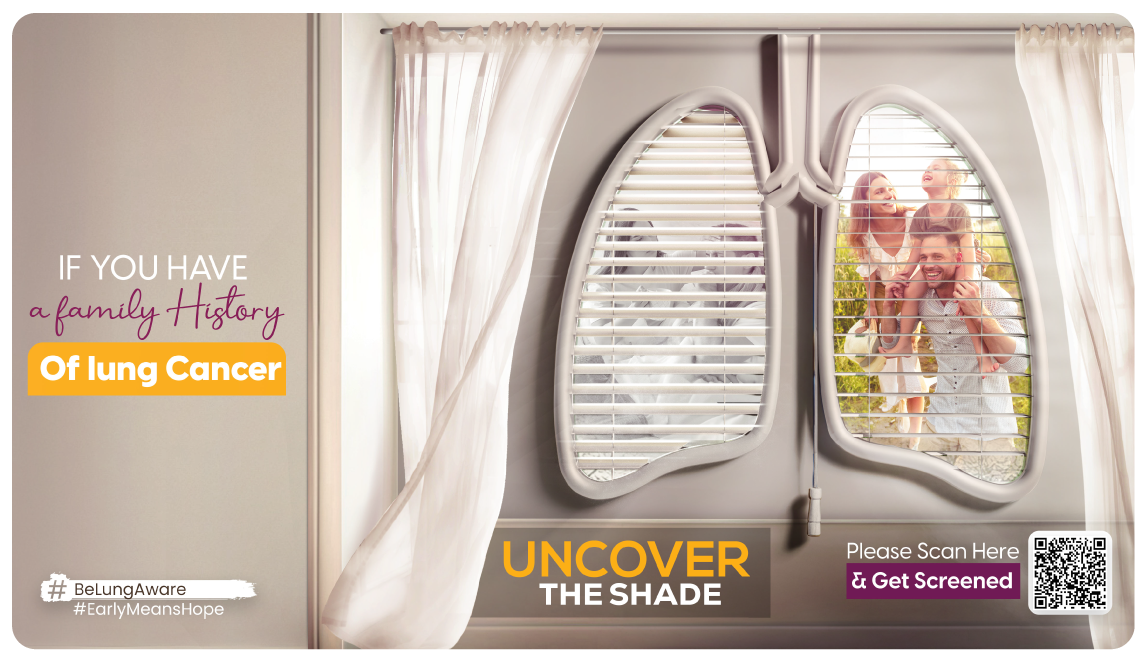 IF YOU HAVE
a family History
Of lung Cancer
UNCOVER
THE SHADE
Please Scan Here
& Get Screened
# BeLungAware
#EarlyMeansHope